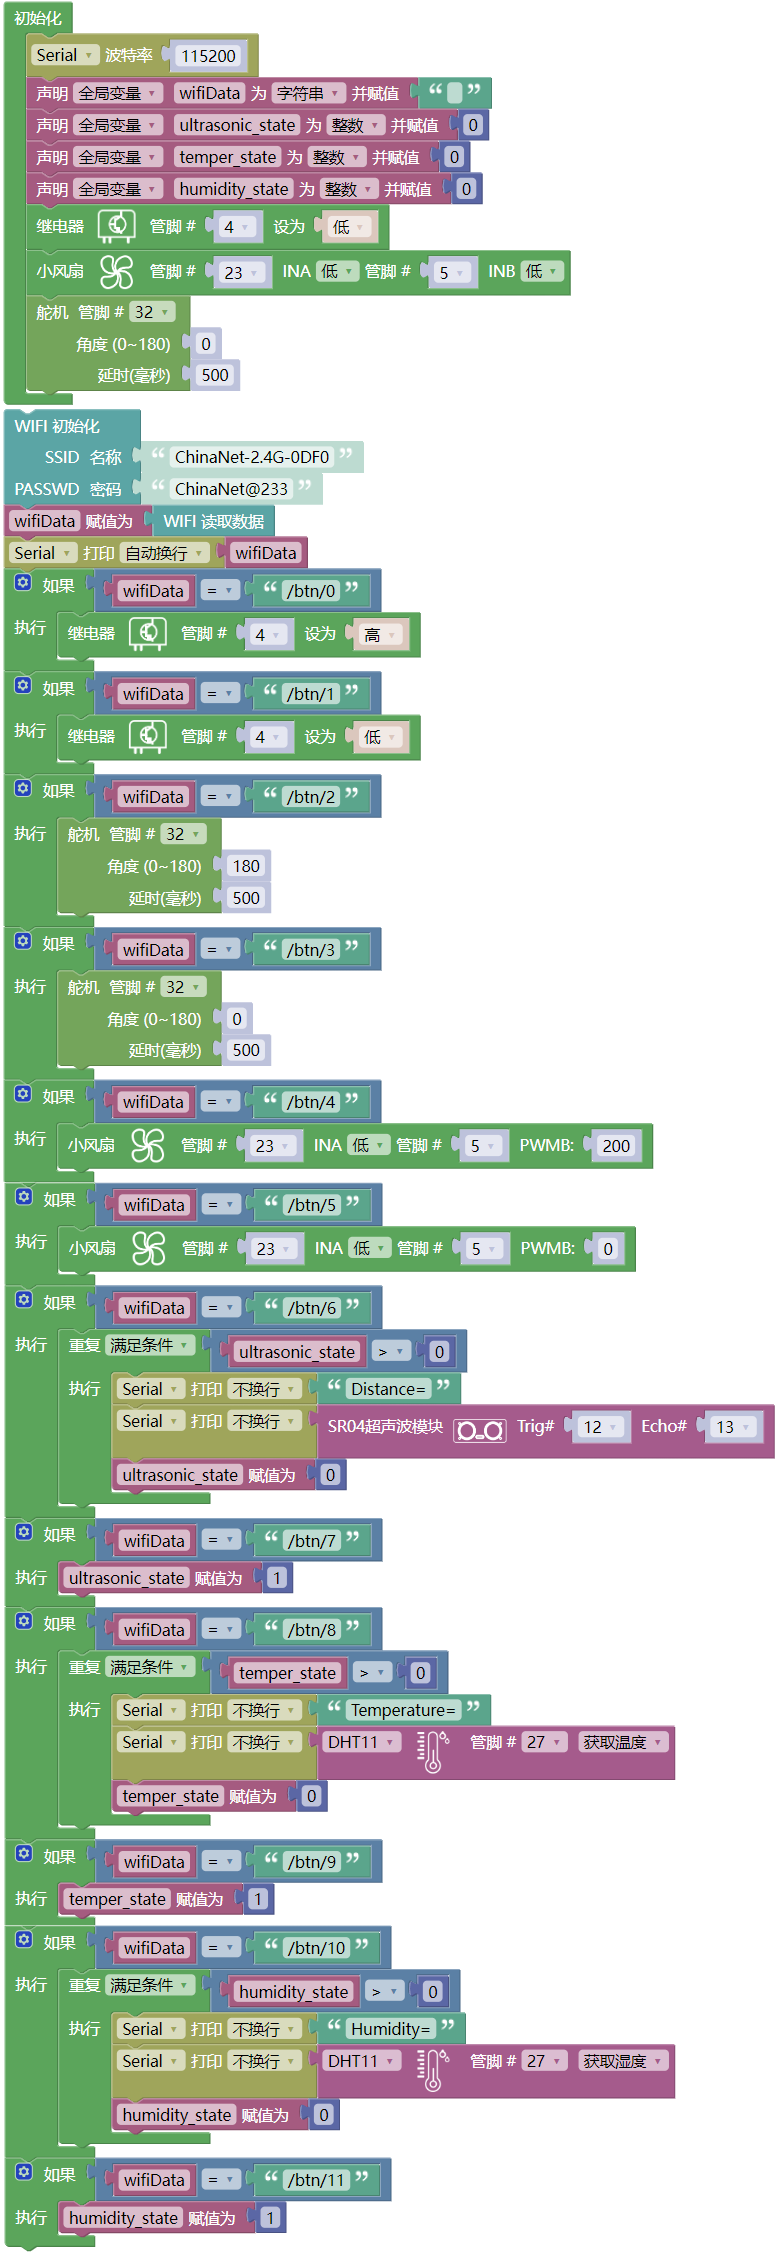 初始化
Serial 波特率 115200
声明 全局变量 wifiData 为 字符串 并赋值 “ ”
声明 全局变量 ultrasonic_state 为 整数 并赋值 0
声明 全局变量 temper_state 为 整数 并赋值 0
声明 全局变量 humidity_state 为 整数 并赋值 0
继电器 管脚 # 4 设为 低
小风扇 管脚 # 23 INA 低 管脚 # 5 INB 低
舵机 管脚 # 32
角度 (0~180) 0
延时(毫秒) 500
WIFI 初始化
SSID 名称 “ ChinaNet-2.4G-0DF0 ”
PASSWD 密码 “ ChinaNet@233 ”
wifiData 赋值为 WIFI 读取数据
Serial 打印 自动换行 wifiData
如果 wifiData = “ /btn/0 ”
执行 继电器 管脚 # 4 设为 高
如果 wifiData = “ /btn/1 ”
执行 继电器 管脚 # 4 设为 低
如果 wifiData = “ /btn/2 ”
执行 舵机 管脚 # 32
角度 (0~180) 180
延时(毫秒) 500
如果 wifiData = “ /btn/3 ”
执行 舵机 管脚 # 32
角度 (0~180) 0
延时(毫秒) 500
如果 wifiData = “ /btn/4 ”
执行 小风扇 管脚 # 23 INA 低 管脚 # 5 PWMB: 200
如果 wifiData = “ /btn/5 ”
执行 小风扇 管脚 # 23 INA 低 管脚 # 5 PWMB: 0
如果 wifiData = “ /btn/6 ”
执行 重复 满足条件 ultrasonic_state > 0
执行 Serial 打印 不换行 “ Distance= ”
Serial 打印 不换行 SR04超声波模块 Trig# 12 Echo# 13
ultrasonic_state 赋值为 0
如果 wifiData = “ /btn/7 ”
执行 ultrasonic_state 赋值为 1
如果 wifiData = “ /btn/8 ”
执行 重复 满足条件 temper_state > 0
执行 Serial 打印 不换行 “ Temperature= ”
Serial 打印 不换行 DHT11 管脚 # 27 获取温度
temper_state 赋值为 0
如果 wifiData = “ /btn/9 ”
执行 temper_state 赋值为 1
如果 wifiData = “ /btn/10 ”
执行 重复 满足条件 humidity_state > 0
执行 Serial 打印 不换行 “ Humidity= ”
Serial 打印 不换行 DHT11 管脚 # 27 获取湿度
humidity_state 赋值为 0
如果 wifiData = “ /btn/11 ”
执行 humidity_state 赋值为 1